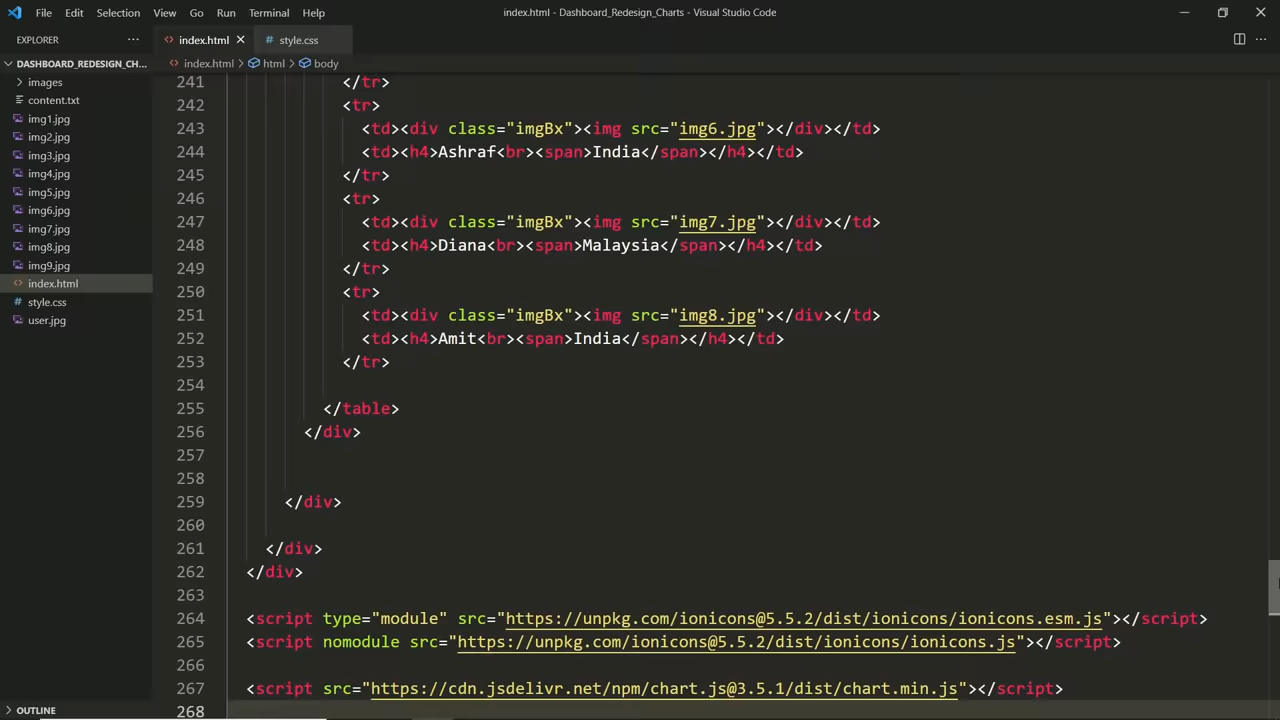 File Edit Selection View Go Run Terminal Help index.html - Dashboard_Redesign_Charts - Visual Studio Code
EXPLORER ··· index.html style.css
DASHBOARD_REDESIGN_CH... index.html > html > body
images
content.txt
img1.jpg
img2.jpg
img3.jpg
img4.jpg
img5.jpg
img6.jpg
img7.jpg
img8.jpg
img9.jpg
index.html
style.css
user.jpg
OUTLINE
241 </tr>
242 <tr>
243 <td><div class="imgBx"><img src="img6.jpg"></div></td>
244 <td><h4>Ashraf<br><span>India</span></h4></td>
245 </tr>
246 <tr>
247 <td><div class="imgBx"><img src="img7.jpg"></div></td>
248 <td><h4>Diana<br><span>Malaysia</span></h4></td>
249 </tr>
250 <tr>
251 <td><div class="imgBx"><img src="img8.jpg"></div></td>
252 <td><h4>Amit<br><span>India</span></h4></td>
253 </tr>
254
255 </table>
256 </div>
257
258
259 </div>
260
261 </div>
262 </div>
263
264 <script type="module" src="https://unpkg.com/ionicons@5.5.2/dist/ionicons/ionicons.esm.js"></script>
265 <script nomodule src="https://unpkg.com/ionicons@5.5.2/dist/ionicons/ionicons.js"></script>
266
267 <script src="https://cdn.jsdelivr.net/npm/chart.js@3.5.1/dist/chart.min.js"></script>
268